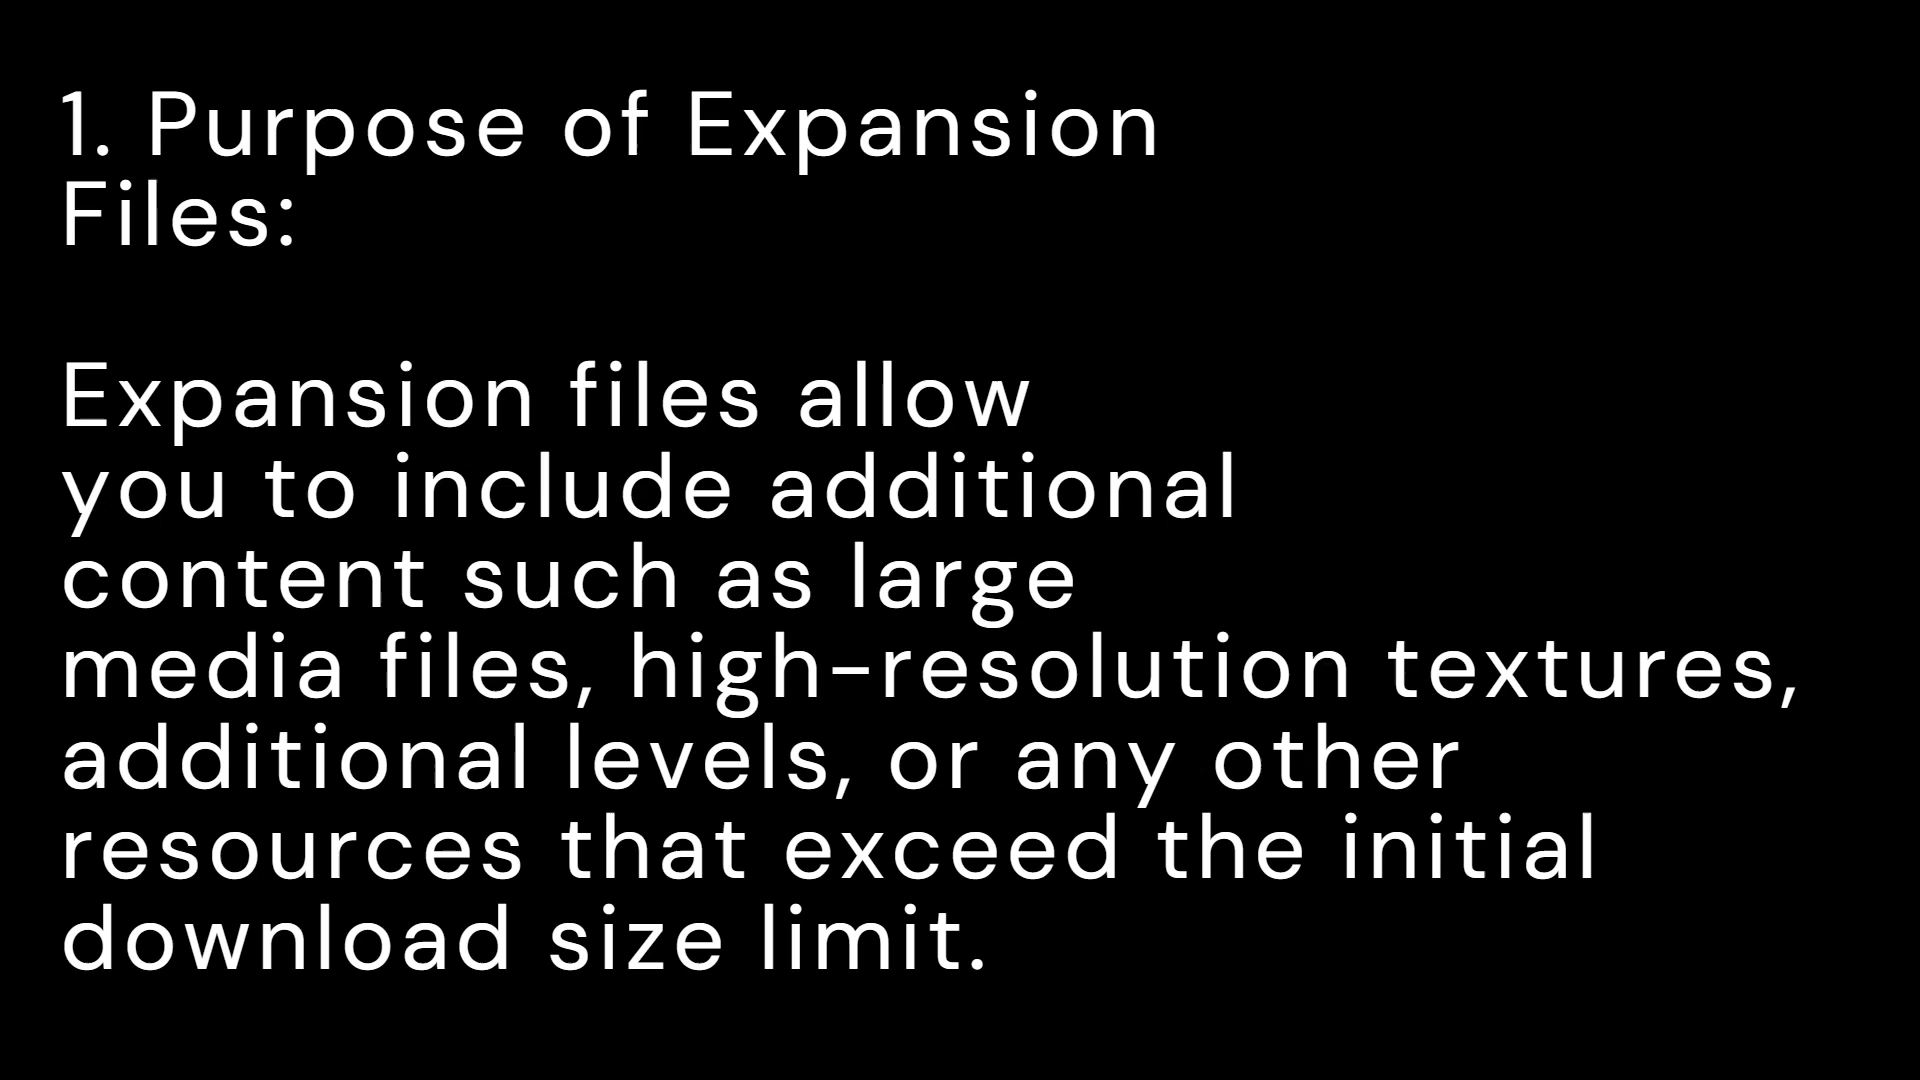 1. Purpose of Expansion
Files:
Expansion files allow
you to include additional
content such as large
media files, high-resolution textures,
additional levels, or any other
resources that exceed the initial
download size limit.